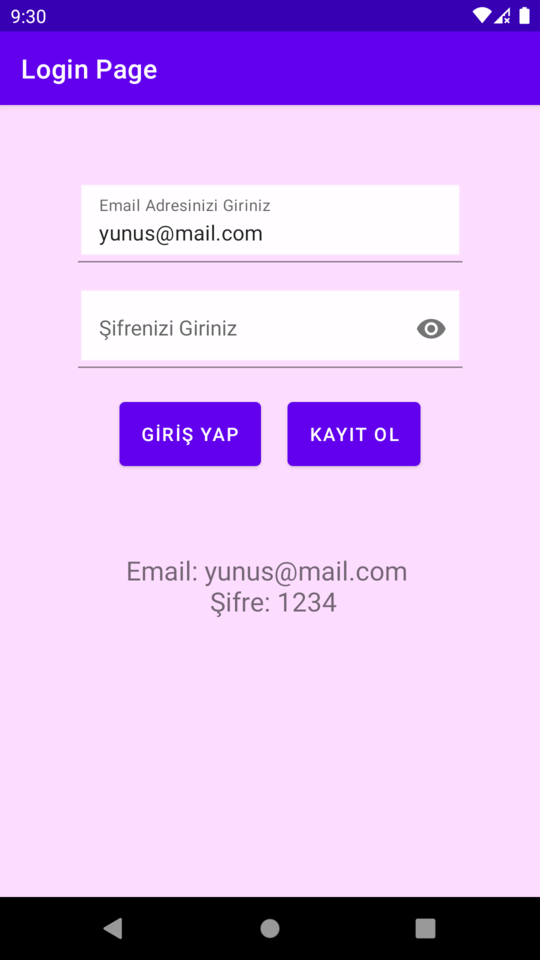 9:30
Login Page
Email Adresinizi Giriniz
yunus@mail.com
Şifrenizi Giriniz
GİRİŞ YAP
KAYIT OL
Email: yunus@mail.com
Şifre: 1234